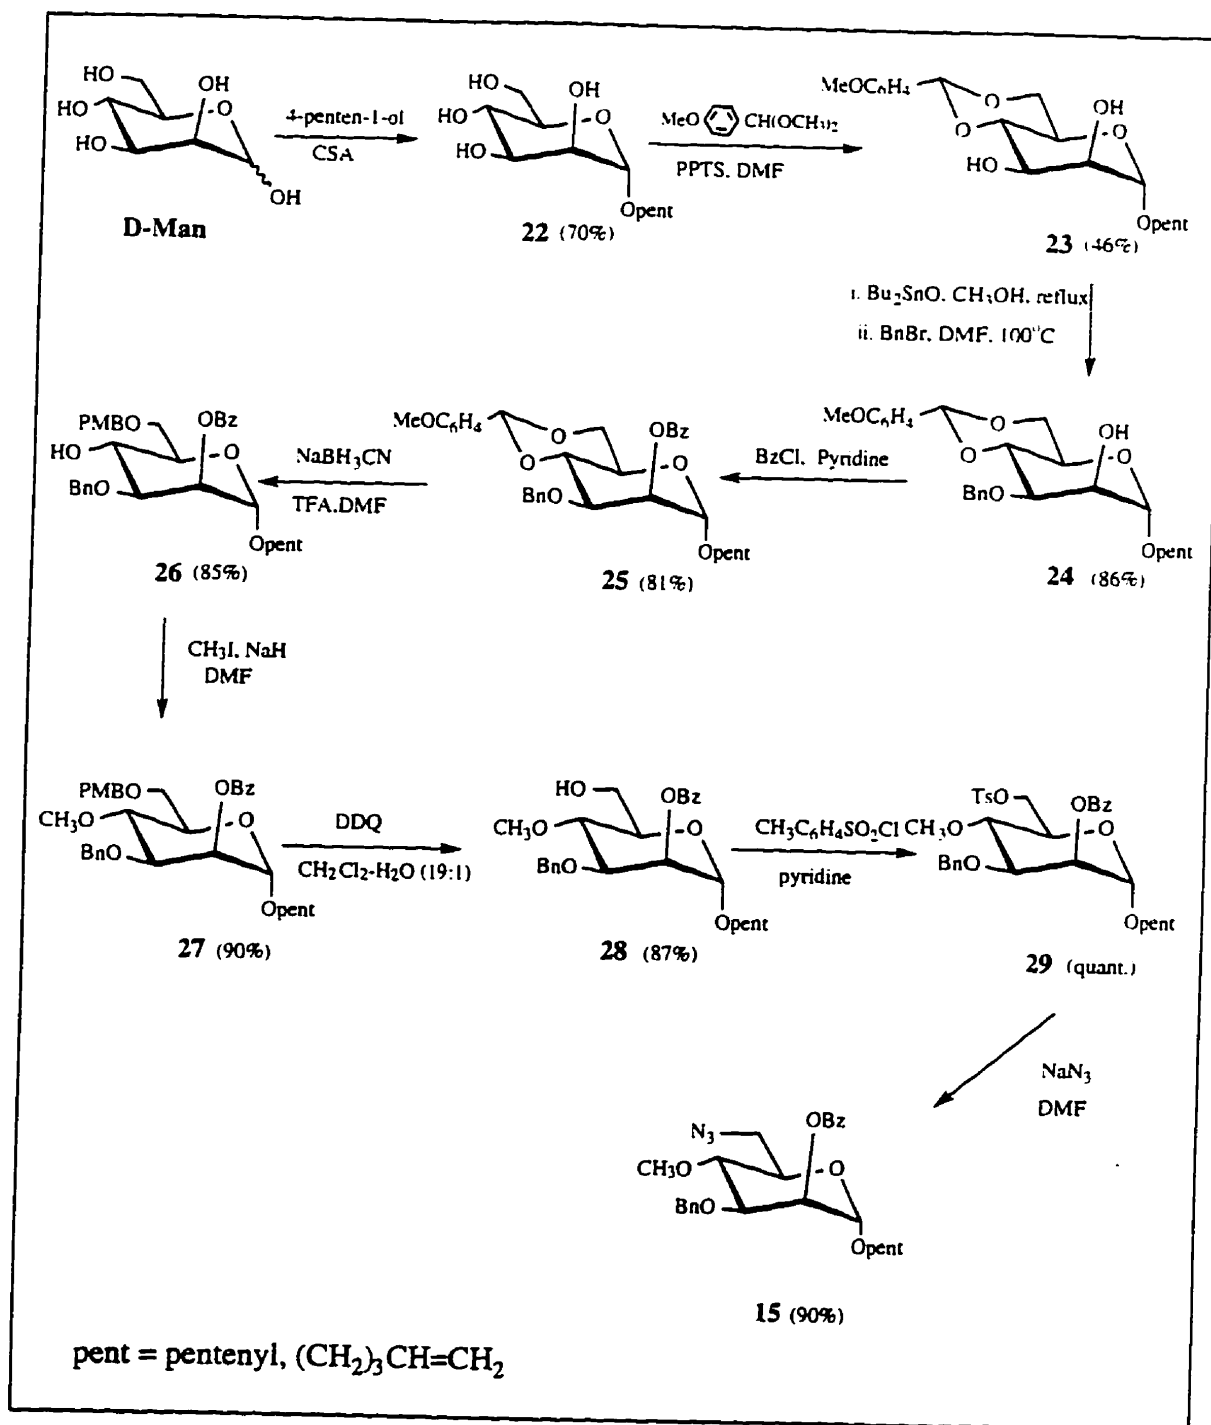 HO
HO
HO
OH
O
OH
D-Man
4-penten-1-ol
CSA
HO
HO
HO
OH
O
Opent
22 (70%)
MeO CH(OCH3)2
PPTS, DMF
MeOC6H4
O
O
HO
OH
O
Opent
23 (46%)
i. Bu2SnO, CH3OH, reflux
ii. BnBr, DMF, 100°C
MeOC6H4
O
O
BnO
OH
O
Opent
24 (86%)
BzCl, Pyridine
MeOC6H4
O
O
BnO
OBz
O
Opent
25 (81%)
NaBH3CN
TFA,DMF
PMBO
HO
BnO
OBz
O
Opent
26 (85%)
CH3I, NaH
DMF
PMBO
CH3O
BnO
OBz
O
Opent
27 (90%)
DDQ
CH2Cl2-H2O (19:1)
HO
CH3O
BnO
OBz
O
Opent
28 (87%)
CH3C6H4SO2Cl
pyridine
TsO
CH3O
BnO
OBz
O
Opent
29 (quant.)
NaN3
DMF
N3
CH3O
BnO
OBz
O
Opent
15 (90%)
pent = pentenyl, (CH2)3CH=CH2